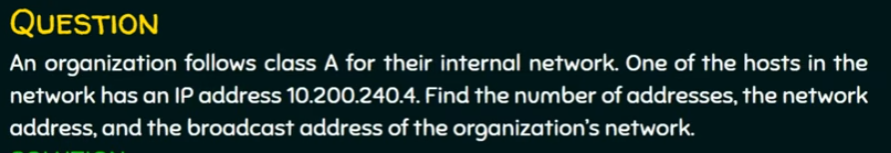 QUESTION
An organization follows class A for their internal network. One of the hosts in the
network has an IP address 10.200.240.4. Find the number of addresses, the network
address, and the broadcast address of the organization's network.